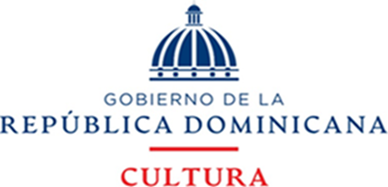 GOBIERNO DE LA
REPÚBLICA DOMINICANA
CULTURA